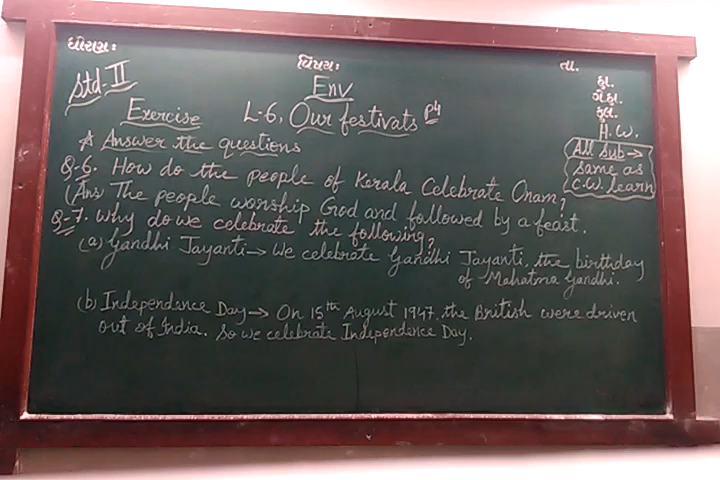 ધોરણઃ
વિષયઃ
તા.
Std-II
Env
હા.
ગેહા.
કુલ.
Exercise
L-6, Our festivals P4
H.W.
All Sub→
same as
C.W. learn
☆ Answer the questions
Q-6. How do the people of Kerala Celebrate Onam?
(Ans The people worship God and followed by a feast.
Q-7. Why do we celebrate the following?
(a) Gandhi Jayanti → We celebrate Gandhi Jayanti, the birthday
of Mahatma Gandhi.
(b) Independence Day → On 15th August 1947. the British were driven
out of India. So we celebrate Independence Day.